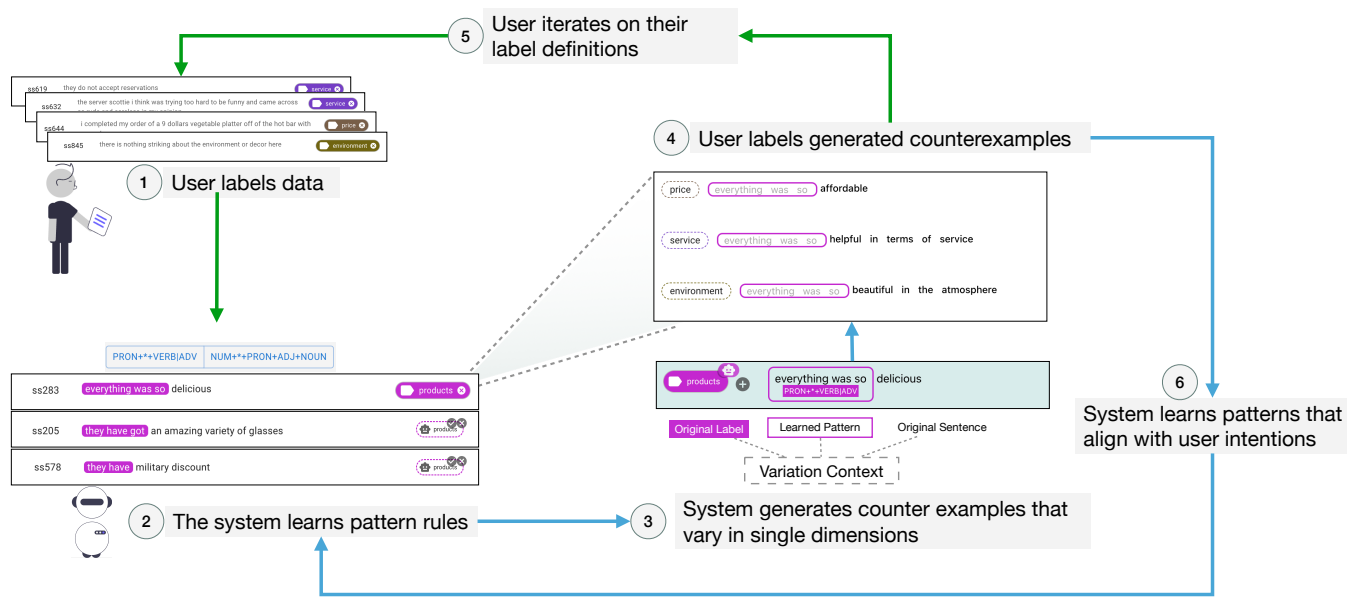 5 User iterates on their
label definitions
ss619 they do not accept reservations service
ss632 the server scottie i think was trying too hard to be funny and came across service
ss644 i completed my order of a 9 dollars vegetable platter off of the hot bar with price
ss845 there is nothing striking about the environment or decor here environment
1 User labels data
4 User labels generated counterexamples
price everything was so affordable
service everything was so helpful in terms of service
environment everything was so beautiful in the atmosphere
PRON+*+VERB|ADV NUM+*+PRON+ADJ+NOUN
ss283 everything was so delicious products
ss205 they have got an amazing variety of glasses products
ss578 they have military discount products
products everything was so delicious
PRON+*+VERB|ADV
Original Label Learned Pattern Original Sentence
Variation Context
6
System learns patterns that
align with user intentions
2 The system learns pattern rules
3 System generates counter examples that
vary in single dimensions